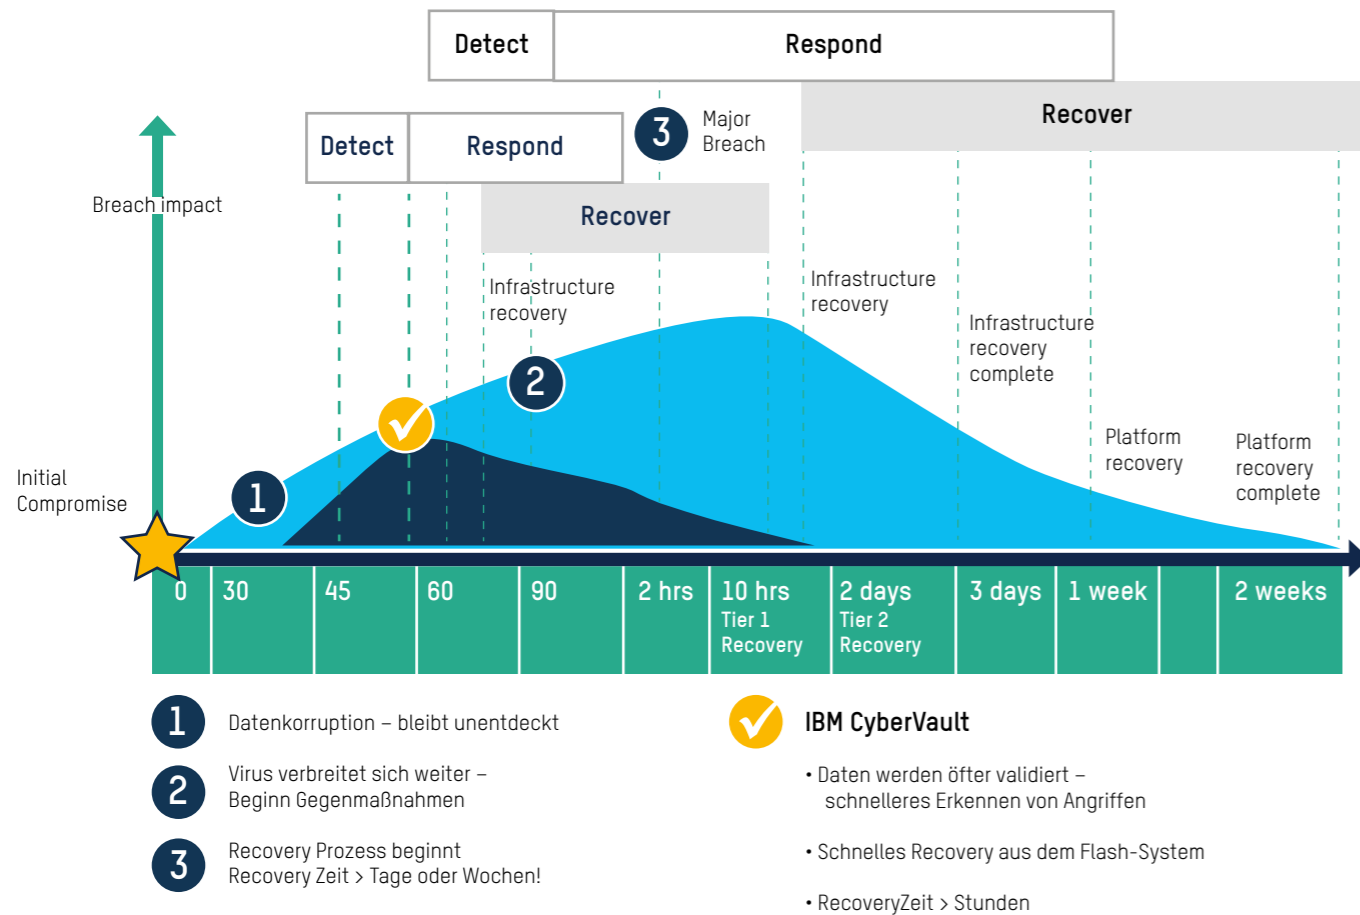 Detect
Respond
Recover
3
Major
Breach
Detect
Respond
Recover
Breach impact
Infrastructure
recovery
Infrastructure
recovery
Infrastructure
recovery
complete
2
Platform
recovery
Platform
recovery
complete
Initial
Compromise
1
0
30
45
60
90
2 hrs
10 hrs
Tier 1
Recovery
2 days
Tier 2
Recovery
3 days
1 week
2 weeks
1
Datenkorruption – bleibt unentdeckt
2
Virus verbreitet sich weiter –
Beginn Gegenmaßnahmen
3
Recovery Prozess beginnt
Recovery Zeit > Tage oder Wochen!
IBM CyberVault
• Daten werden öfter validiert –
schnelleres Erkennen von Angriffen
• Schnelles Recovery aus dem Flash-System
• RecoveryZeit > Stunden